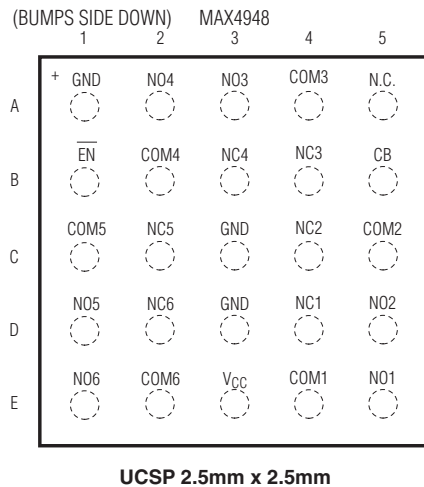 (BUMPS SIDE DOWN) MAX4948
1 2 3 4 5
+ GND NO4 NO3 COM3 N.C.
A
EN COM4 NC4 NC3 CB
B
COM5 NC5 GND NC2 COM2
C
NO5 NC6 GND NC1 NO2
D
NO6 COM6 VCC COM1 NO1
E
UCSP 2.5mm x 2.5mm